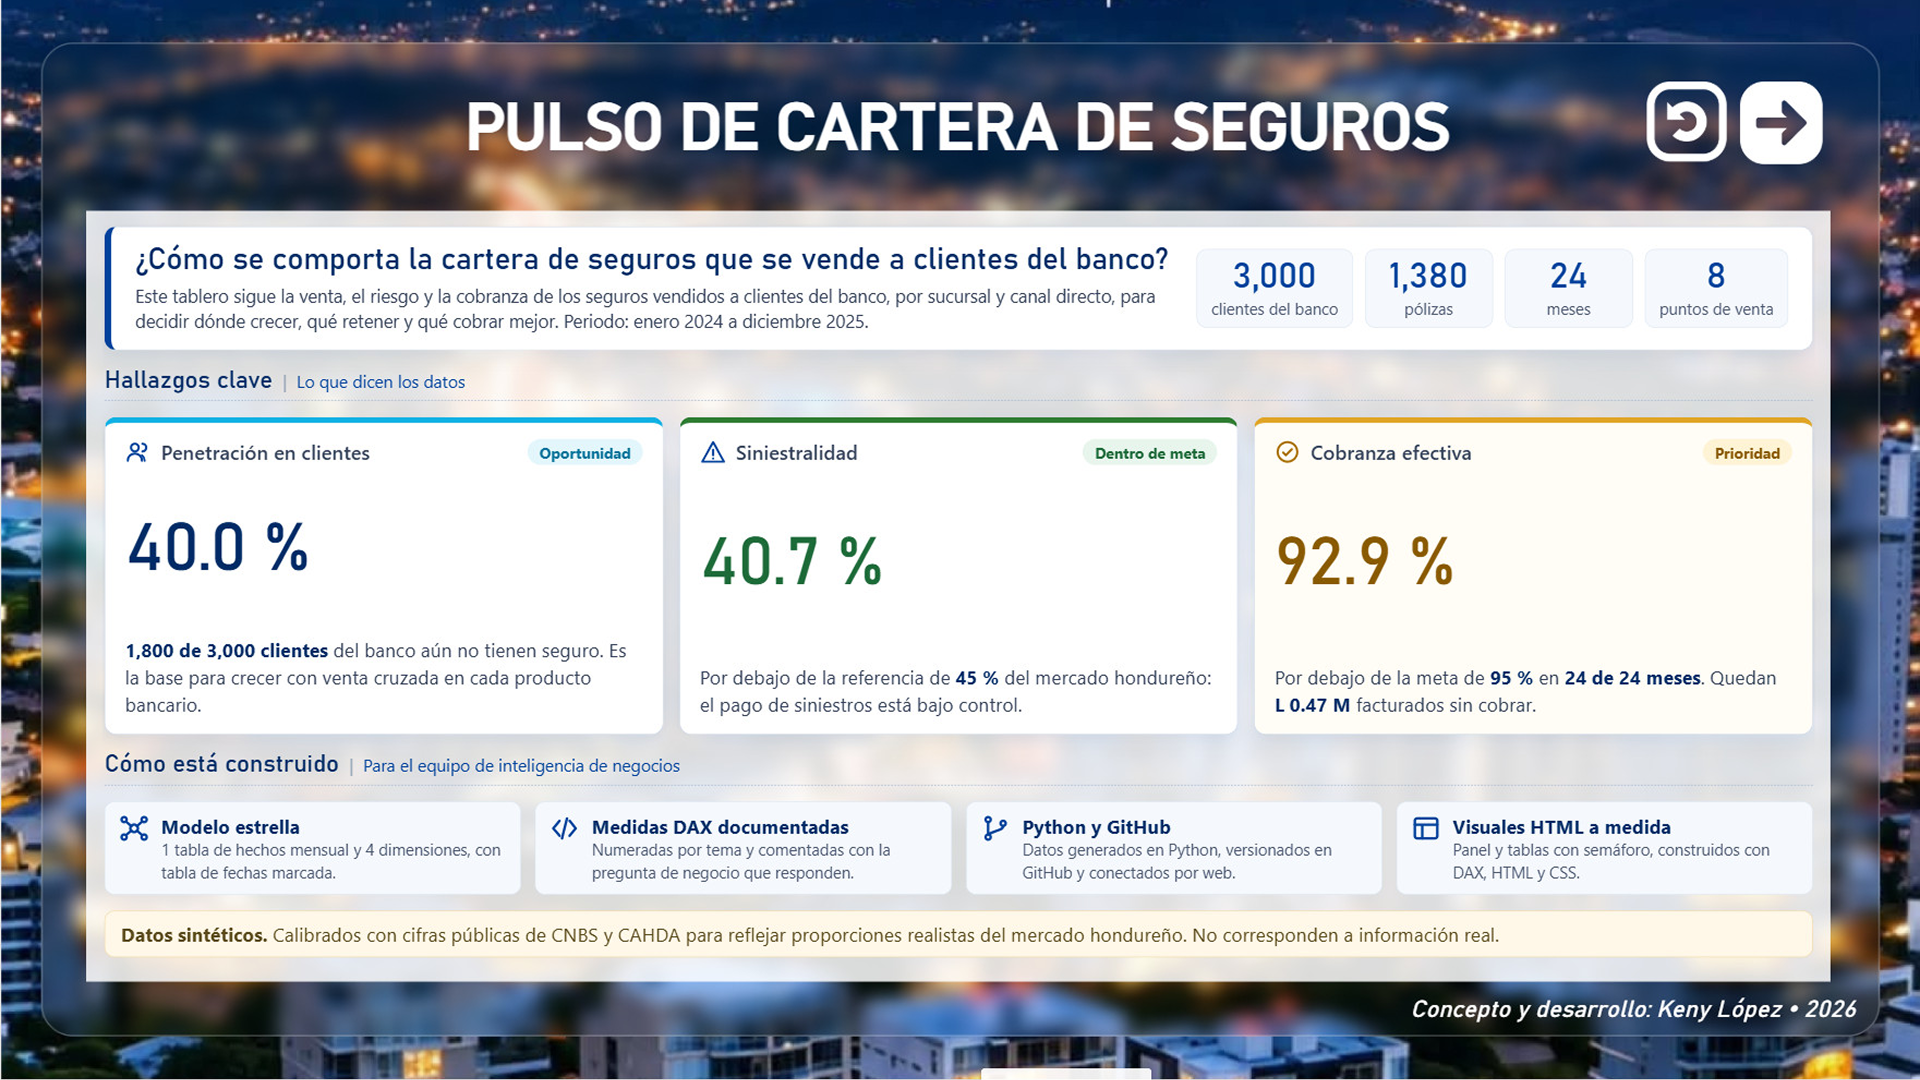 PULSO DE CARTERA DE SEGUROS
¿Cómo se comporta la cartera de seguros que se vende a clientes del banco?
Este tablero sigue la venta, el riesgo y la cobranza de los seguros vendidos a clientes del banco, por sucursal y canal directo, para
decidir dónde crecer, qué retener y qué cobrar mejor. Periodo: enero 2024 a diciembre 2025.
3,000
clientes del banco
1,380
pólizas
24
meses
8
puntos de venta
Hallazgos clave | Lo que dicen los datos
Penetración en clientes
Oportunidad
40.0 %
1,800 de 3,000 clientes del banco aún no tienen seguro. Es
la base para crecer con venta cruzada en cada producto
bancario.
Siniestralidad
Dentro de meta
40.7 %
Por debajo de la referencia de 45 % del mercado hondureño:
el pago de siniestros está bajo control.
Cobranza efectiva
Prioridad
92.9 %
Por debajo de la meta de 95 % en 24 de 24 meses. Quedan
L 0.47 M facturados sin cobrar.
Cómo está construido | Para el equipo de inteligencia de negocios
Modelo estrella
1 tabla de hechos mensual y 4 dimensiones, con
tabla de fechas marcada.
Medidas DAX documentadas
Numeradas por tema y comentadas con la
pregunta de negocio que responden.
Python y GitHub
Datos generados en Python, versionados en
GitHub y conectados por web.
Visuales HTML a medida
Panel y tablas con semáforo, construidos con
DAX, HTML y CSS.
Datos sintéticos. Calibrados con cifras públicas de CNBS y CAHDA para reflejar proporciones realistas del mercado hondureño. No corresponden a información real.
Concepto y desarrollo: Keny López • 2026